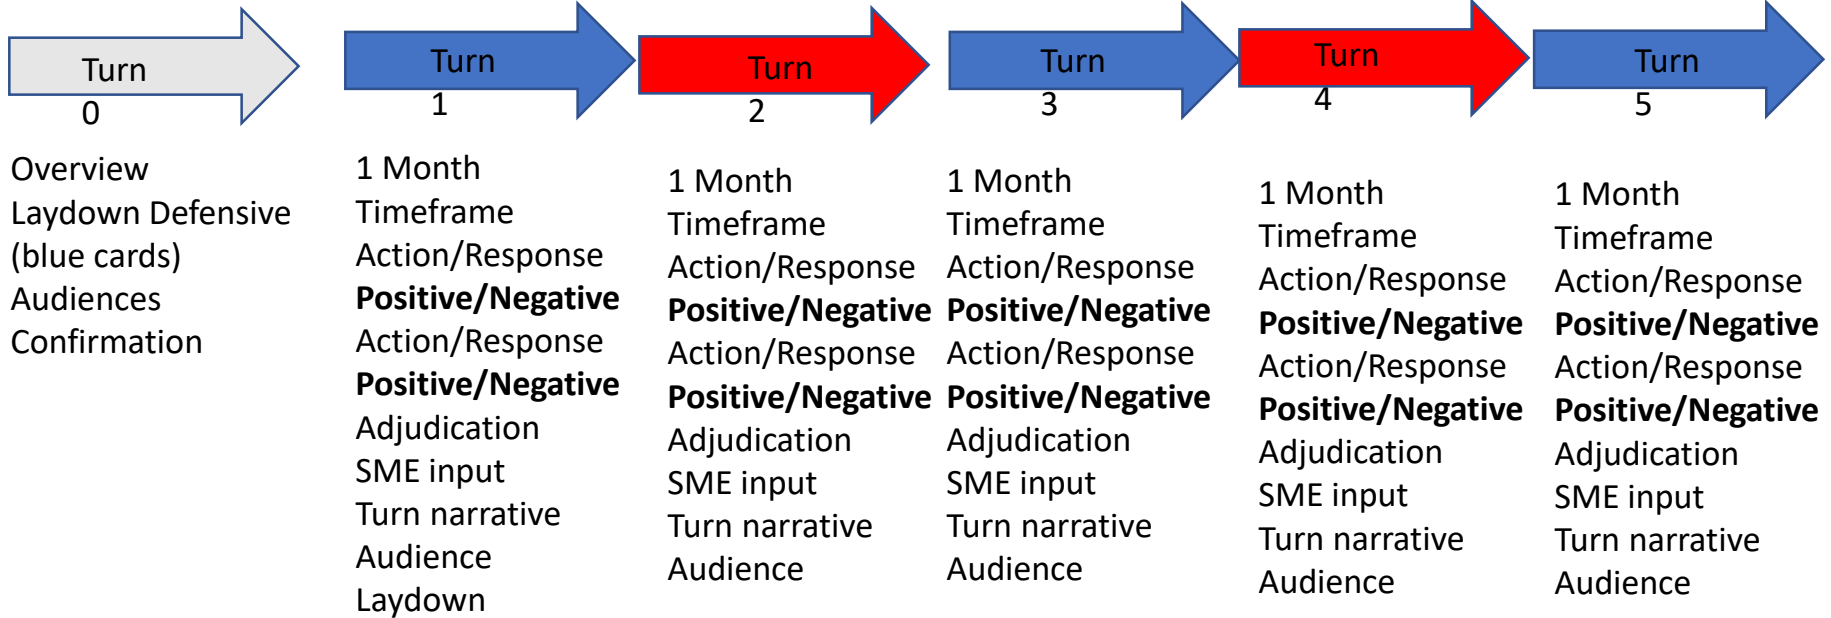 Turn
0
Overview
Laydown Defensive
(blue cards)
Audiences
Confirmation
Turn
1
1 Month
Timeframe
Action/Response
Positive/Negative
Action/Response
Positive/Negative
Adjudication
SME input
Turn narrative
Audience
Laydown
Turn
2
1 Month
Timeframe
Action/Response
Positive/Negative
Action/Response
Positive/Negative
Adjudication
SME input
Turn narrative
Audience
Turn
3
1 Month
Timeframe
Action/Response
Positive/Negative
Action/Response
Positive/Negative
Adjudication
SME input
Turn narrative
Audience
Turn
4
1 Month
Timeframe
Action/Response
Positive/Negative
Action/Response
Positive/Negative
Adjudication
SME input
Turn narrative
Audience
Turn
5
1 Month
Timeframe
Action/Response
Positive/Negative
Action/Response
Positive/Negative
Adjudication
SME input
Turn narrative
Audience